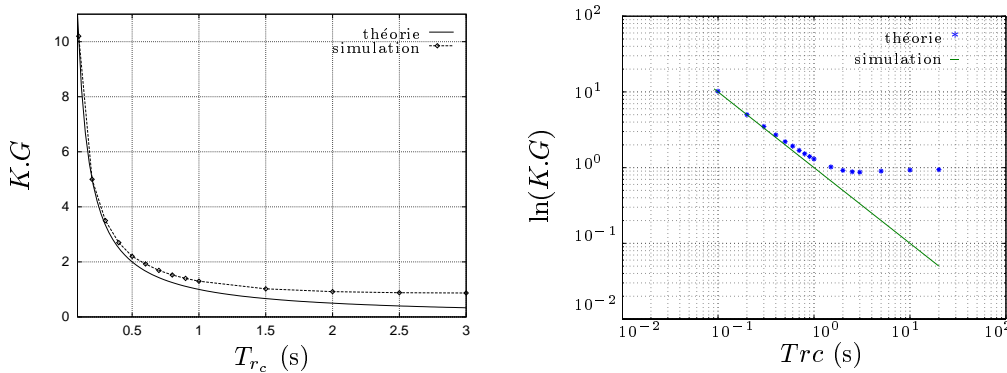 10
8
6
4
2
0
K.G
théorie
simulation
0.5 1 1.5 2 2.5 3
T_{r_c} (s)
10^2
10^1
10^0
10^{-1}
10^{-2}
ln(K.G)
théorie
simulation
10^{-2} 10^{-1} 10^0 10^1 10^2
Trc (s)